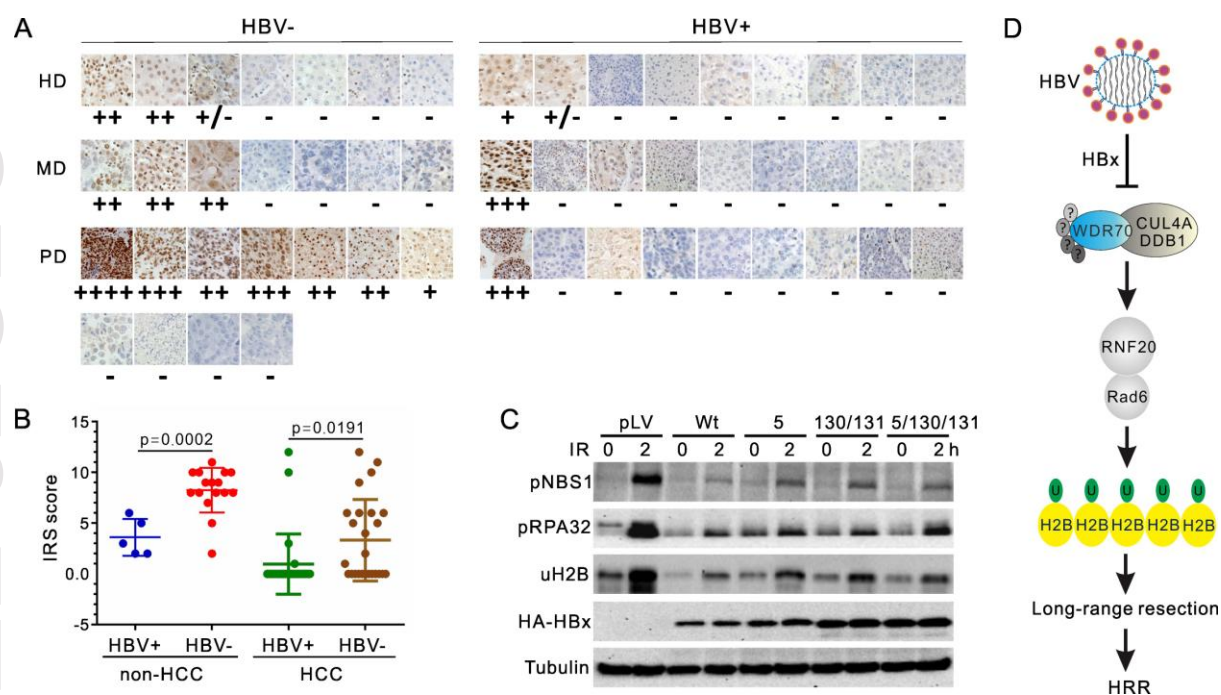 A
HBV-
HBV+
HD
++ ++ +/- - - - -
+ +/- - - - - - - -
MD
++ ++ ++ - - - -
+++ - - - - - - - -
PD
++++ +++ ++ +++ ++ ++ +
+++ - - - - - - - -
- - - -
B
p=0.0002
p=0.0191
IRS score
15
10
5
0.0
-5
HBV+ HBV- HBV+ HBV-
non-HCC HCC
C
pLV Wt 5 130/131 5/130/131
IR 0 2 0 2 0 2 0 2 0 2 h
pNBS1
pRPA32
uH2B
HA-HBx
Tubulin
D
HBV
HBx
? ? ? ?
WDR70
CUL4A
DDB1
RNF20
Rad6
U U U U U
H2B H2B H2B H2B H2B
Long-range resection
HRR